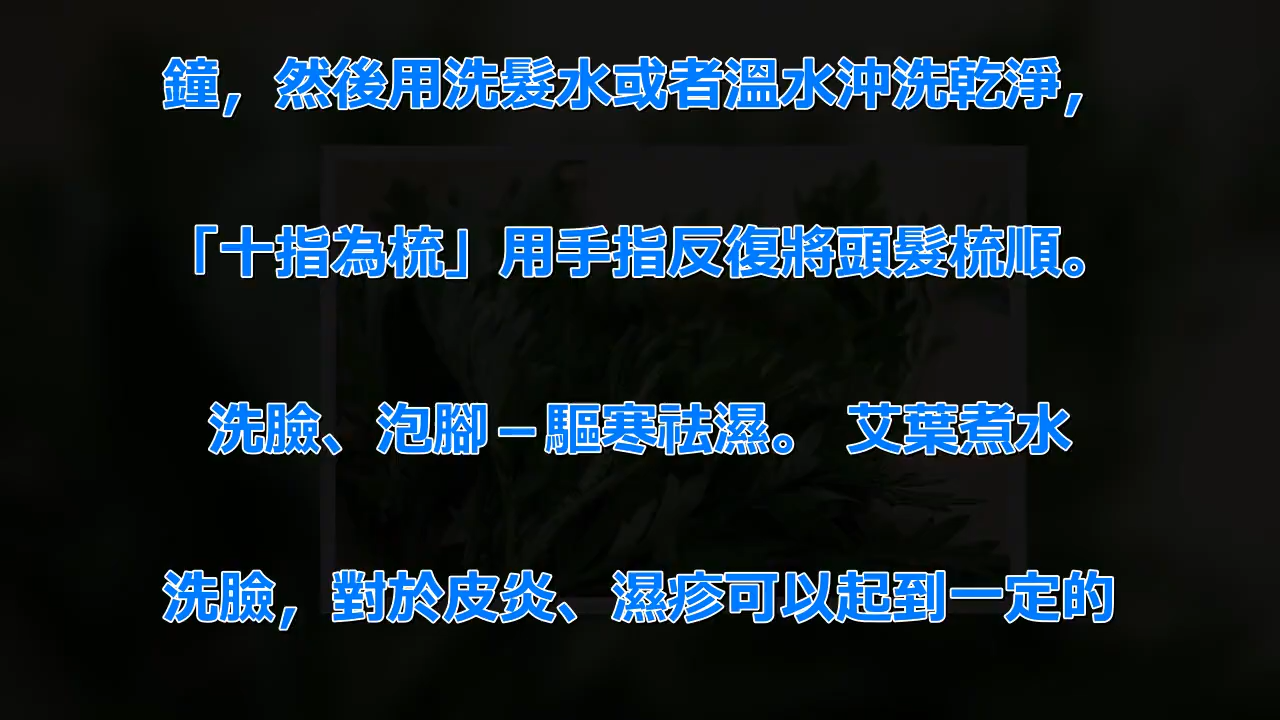 鐘，然後用洗髮水或者溫水沖洗乾淨，
「十指為梳」用手指反復將頭髮梳順。
洗臉、泡腳－驅寒祛濕。 艾葉煮水
洗臉，對於皮炎、濕疹可以起到一定的